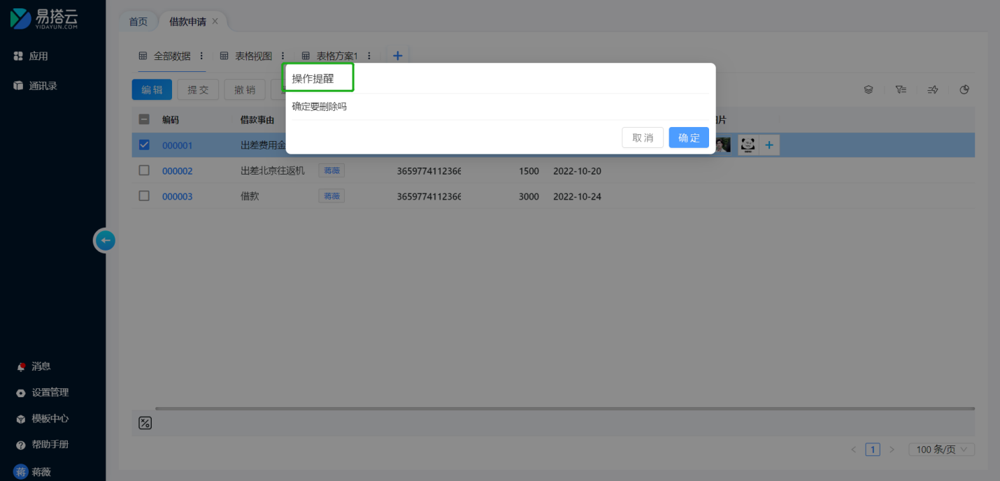 易搭云
YIDAYUN.COM
应用
通讯录
消息
设置管理
模板中心
帮助手册
蒋 蒋薇
首页 借款申请
全部数据 表格视图 表格方案1
编辑 提交 撤销
操作提醒
确定要删除吗
取消 确定
编码 借款事由
000001 出差费用金
000002 出差北京往返机 蒋薇 3659774112366 1500 2022-10-20
000003 借款 蒋薇 3659774112366 3000 2022-10-24
1 100 条/页